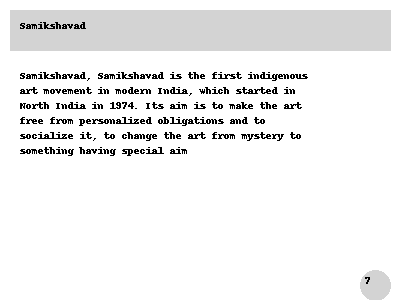 Samikshavad
Samikshavad, Samikshavad is the first indigenous
art movement in modern India, which started in
North India in 1974. Its aim is to make the art
free from personalized obligations and to
socialize it, to change the art from mystery to
something having special aim
7